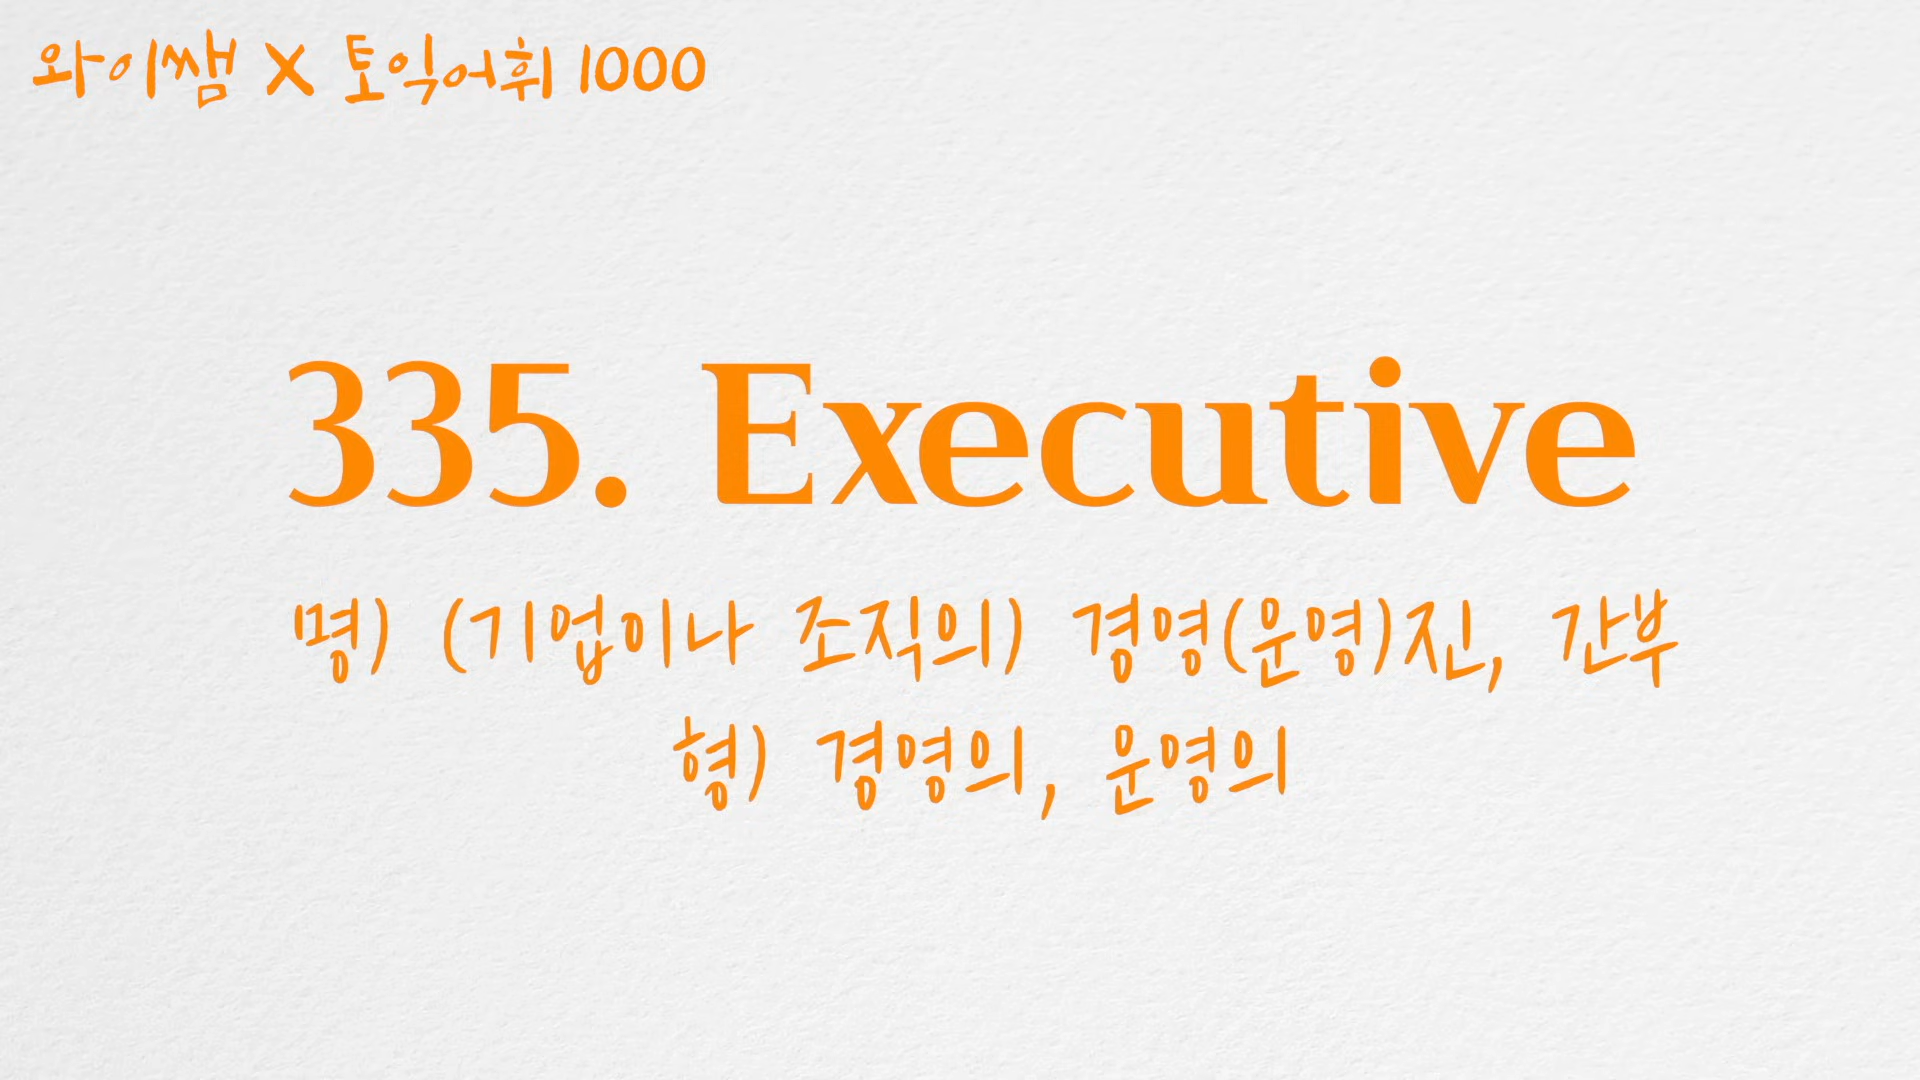 와이쌤 X 토익어휘 1000
335. Executive
명) (기업이나 조직의) 경영(운영)진, 간부
형) 경영의, 운영의